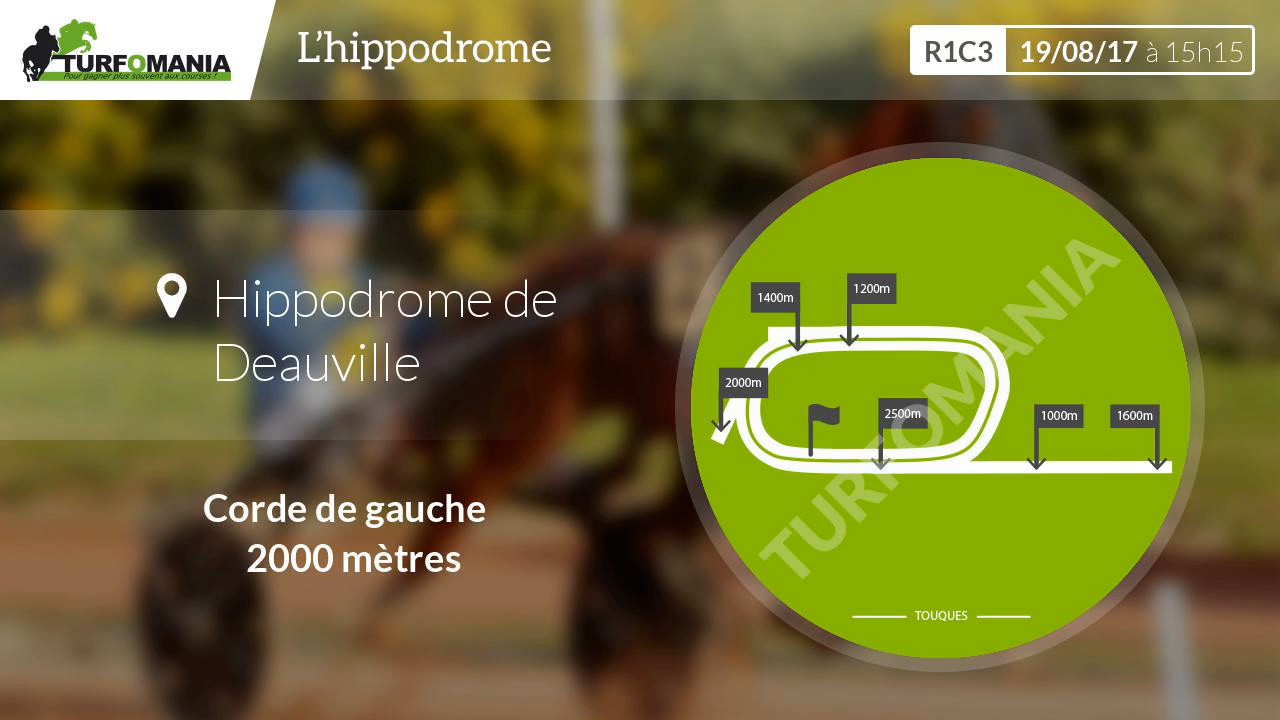 TURFOMANIA
Pour gagner plus souvent aux courses !
L'hippodrome
R1C3 19/08/17 à 15h15
Hippodrome de
Deauville
Corde de gauche
2000 mètres
1400m
1200m
2000m
2500m
1000m
1600m
TURFOMANIA
TOUQUES